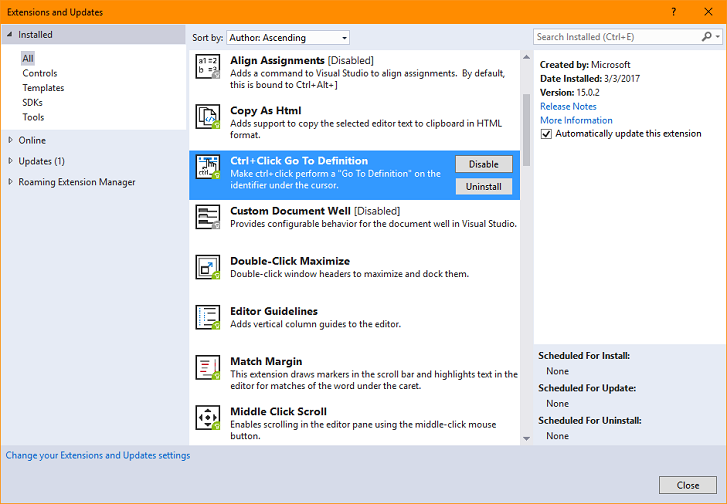 Extensions and Updates
?
Installed
All
Controls
Templates
SDKs
Tools
Online
Updates (1)
Roaming Extension Manager
Sort by: Author: Ascending
Align Assignments [Disabled]
Adds a command to Visual Studio to align assignments. By default,
this is bound to Ctrl+Alt+]
Copy As Html
Adds support to copy the selected editor text to clipboard in HTML
format.
Ctrl+Click Go To Definition
Make ctrl+click perform a "Go To Definition" on the
identifier under the cursor.
Disable
Uninstall
Custom Document Well [Disabled]
Provides configurable behavior for the document well in Visual Studio.
Double-Click Maximize
Double-click window headers to maximize and dock them.
Editor Guidelines
Adds vertical column guides to the editor.
Match Margin
This extension draws markers in the scroll bar and highlights text in the
editor for matches of the word under the caret.
Middle Click Scroll
Enables scrolling in the editor pane using the middle-click mouse
button.
Search Installed (Ctrl+E)
Created by: Microsoft
Date Installed: 3/3/2017
Version: 15.0.2
Release Notes
More Information
Automatically update this extension
Scheduled For Install:
None
Scheduled For Update:
None
Scheduled For Uninstall:
None
Change your Extensions and Updates settings
Close